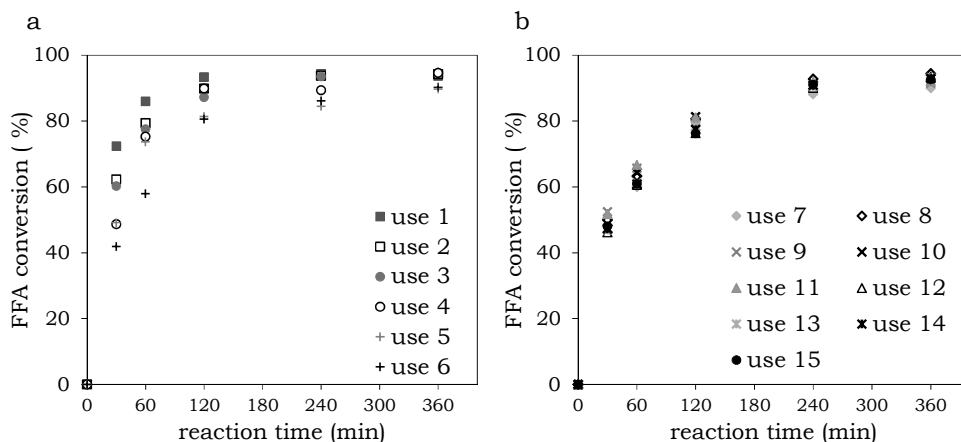 a
FFA conversion ( %)
100
80
60
40
20
0
use 1
use 2
use 3
use 4
use 5
use 6
0 60 120 180 240 300 360
reaction time (min)
b
FFA conversion ( %)
100
80
60
40
20
0
use 7 use 8
use 9 use 10
use 11 use 12
use 13 use 14
use 15
0 60 120 180 240 300 360
reaction time (min)